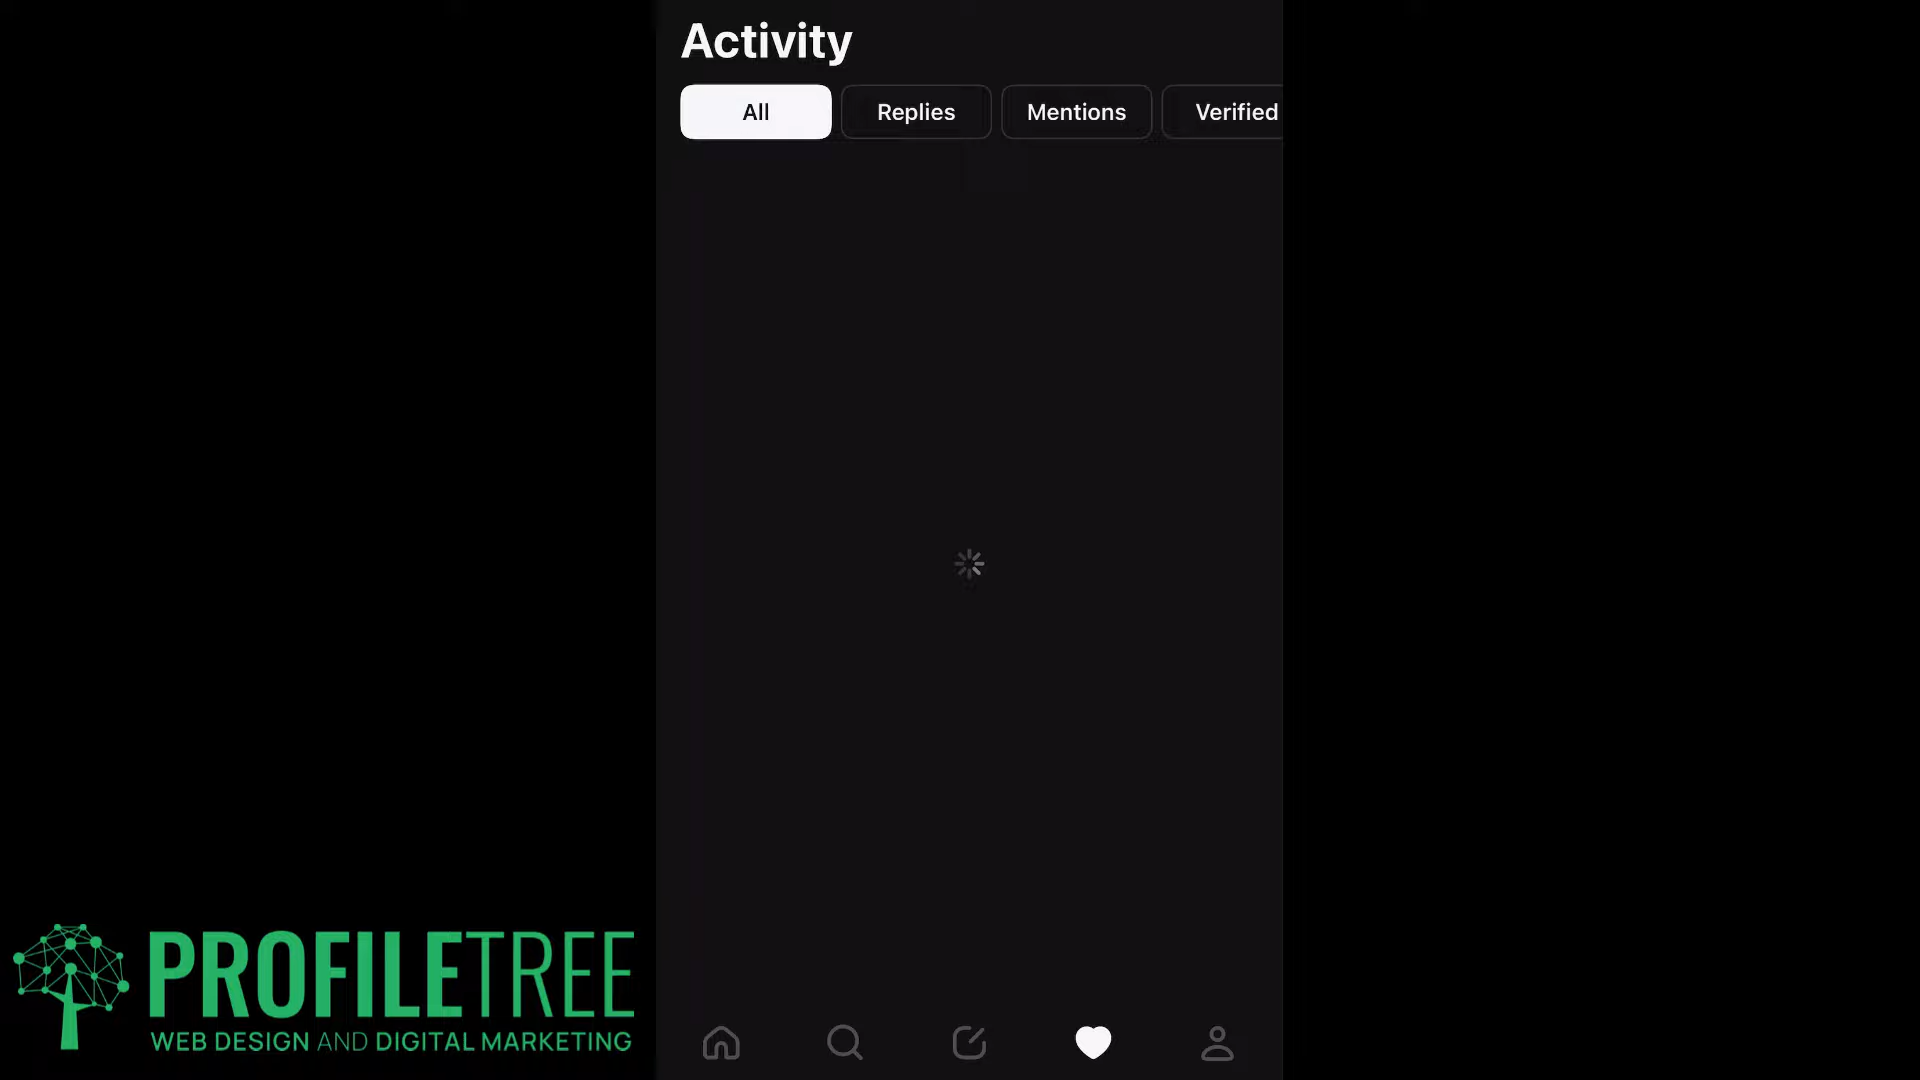 Activity
All
Replies
Mentions
Verified
PROFILETREE
WEB DESIGN AND DIGITAL MARKETING